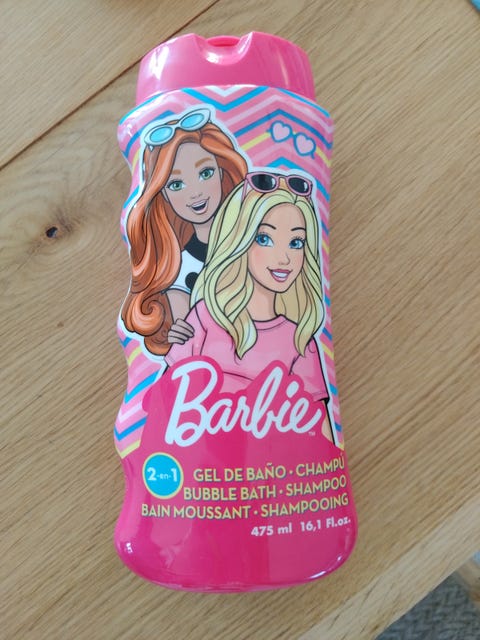 Barbie™
2-en-1
GEL DE BAÑO • CHAMPÚ
BUBBLE BATH • SHAMPOO
BAIN MOUSSANT • SHAMPOOING
475 ml 16,1 Fl.oz.